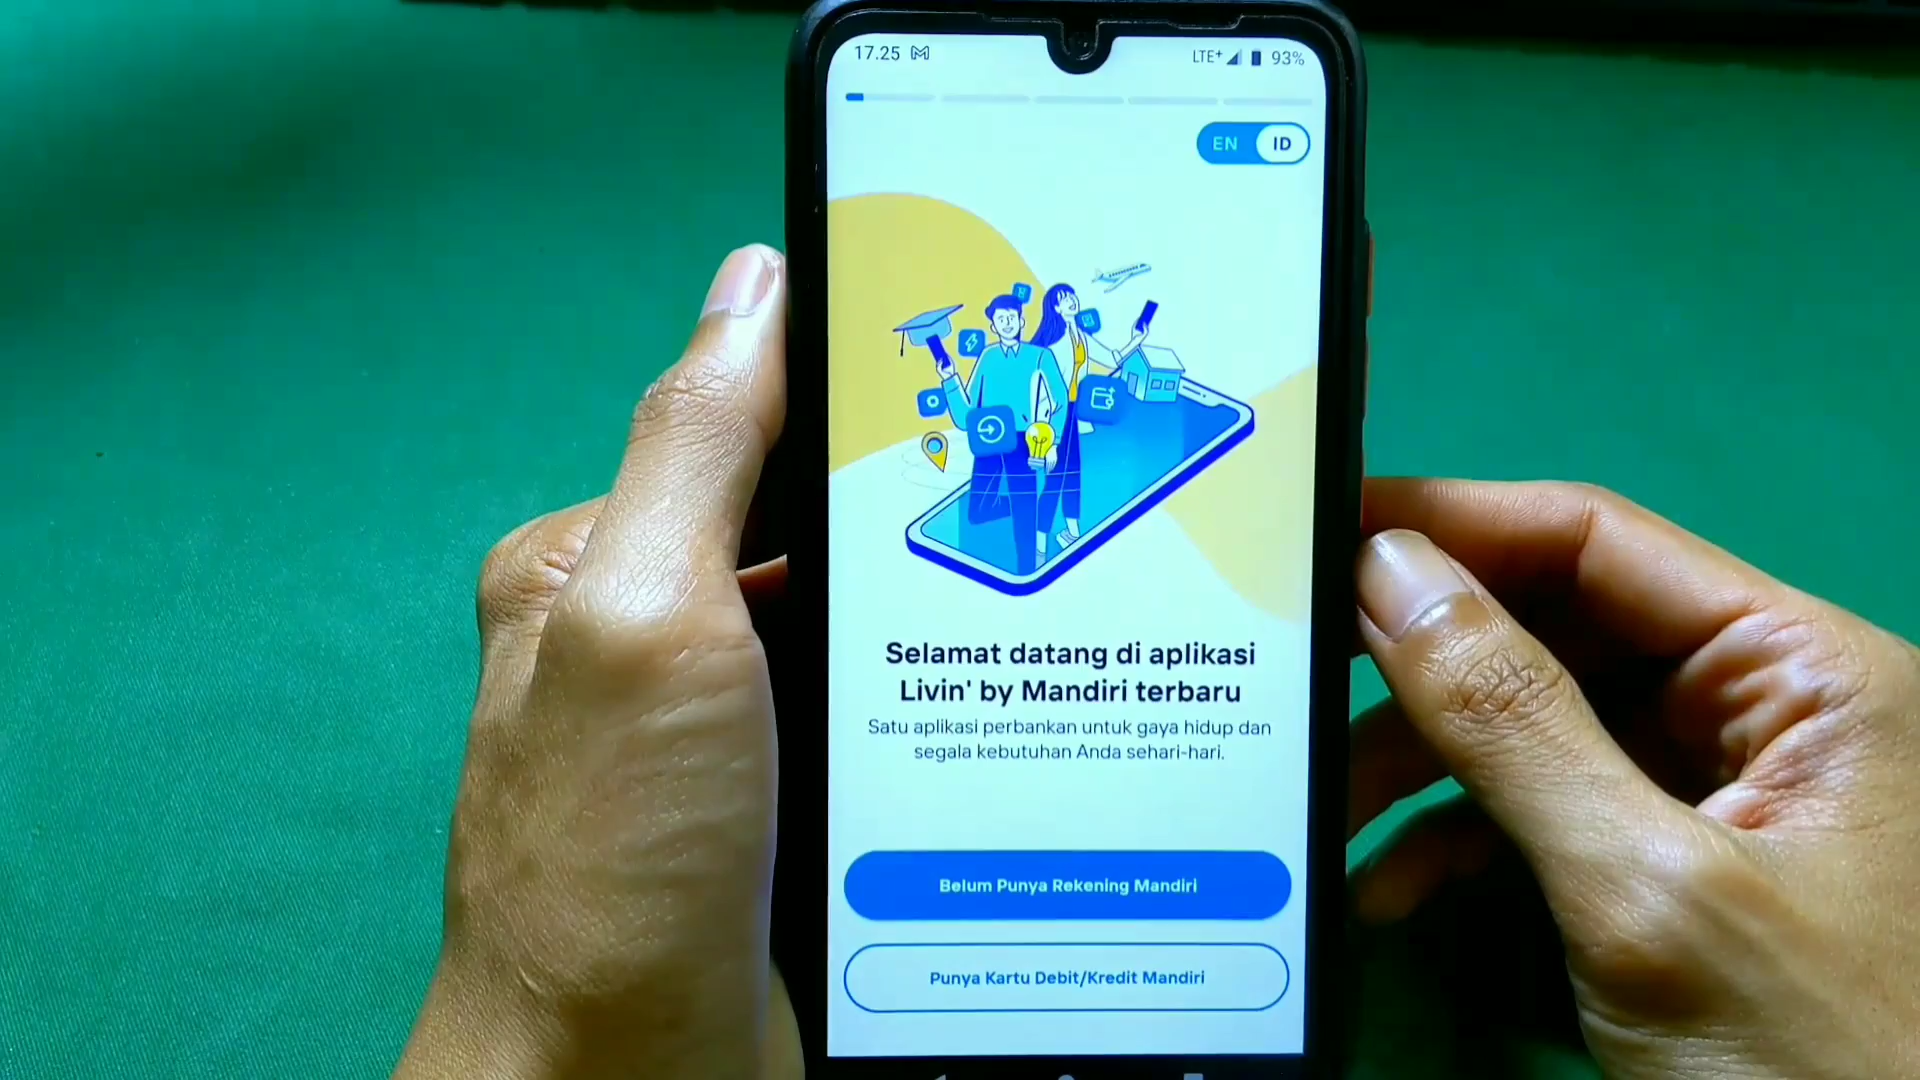 17.25
LTE+ 93%
EN ID
Selamat datang di aplikasi
Livin' by Mandiri terbaru
Satu aplikasi perbankan untuk gaya hidup dan
segala kebutuhan Anda sehari-hari.
Belum Punya Rekening Mandiri
Punya Kartu Debit/Kredit Mandiri